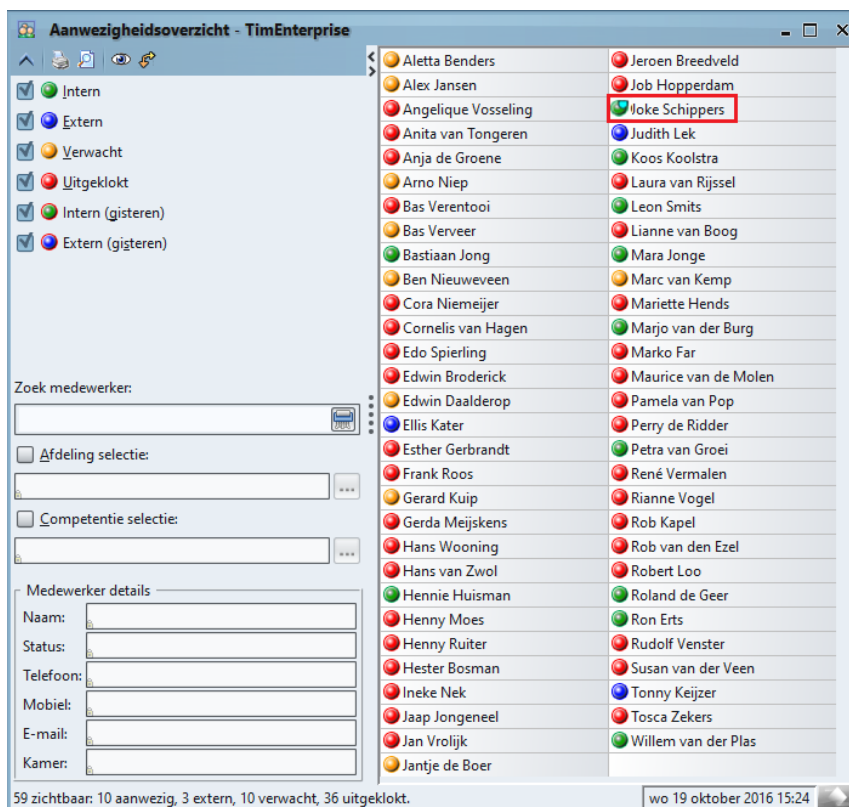 Aanwezigheidsoverzicht - TimEnterprise
Intern
Extern
Verwacht
Uitgeklokt
Intern (gisteren)
Extern (gisteren)
Zoek medewerker:
Afdeling selectie:
...
Competentie selectie:
...
Medewerker details
Naam:
Status:
Telefoon:
Mobiel:
E-mail:
Kamer:
Aletta Benders
Alex Jansen
Angelique Vosseling
Anita van Tongeren
Anja de Groene
Arno Niep
Bas Verentooi
Bas Verveer
Bastiaan Jong
Ben Nieuweveen
Cora Niemeijer
Cornelis van Hagen
Edo Spierling
Edwin Broderick
Edwin Daalderop
Ellis Kater
Esther Gerbrandt
Frank Roos
Gerard Kuip
Gerda Meijskens
Hans Wooning
Hans van Zwol
Hennie Huisman
Henny Moes
Henny Ruiter
Hester Bosman
Ineke Nek
Jaap Jongeneel
Jan Vrolijk
Jantje de Boer
Jeroen Breedveld
Job Hopperdam
Joke Schippers
Judith Lek
Koos Koolstra
Laura van Rijssel
Leon Smits
Lianne van Boog
Mara Jonge
Marc van Kemp
Mariette Hends
Marjo van der Burg
Marko Far
Maurice van de Molen
Pamela van Pop
Perry de Ridder
Petra van Groei
René Vermalen
Rianne Vogel
Rob Kapel
Rob van den Ezel
Robert Loo
Roland de Geer
Ron Erts
Rudolf Venster
Susan van der Veen
Tonny Keijzer
Tosca Zekers
Willem van der Plas
59 zichtbaar: 10 aanwezig, 3 extern, 10 verwacht, 36 uitgeklokt.
wo 19 oktober 2016 15:24